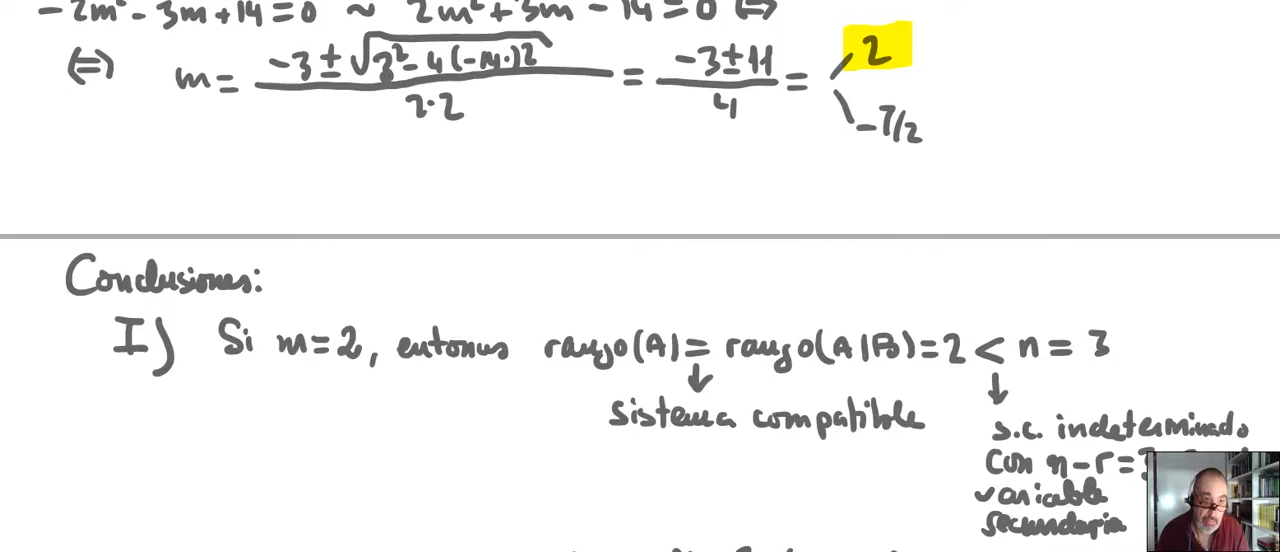 -2m² - 3m + 14 = 0 ~ 2m² + 3m - 14 = 0 ⇔
⇔ m = (-3 ± √(3² - 4(-14·)2)) / (2·2) = (-3 ± 11) / 4 = 2
-7/2
Conclusiones:
I) Si m=2, entonces rango(A) = rango(A|B) = 2 < n = 3
↓ ↓
sistema compatible
s.c. indeterminado
con n-r=3
variable
secundaria